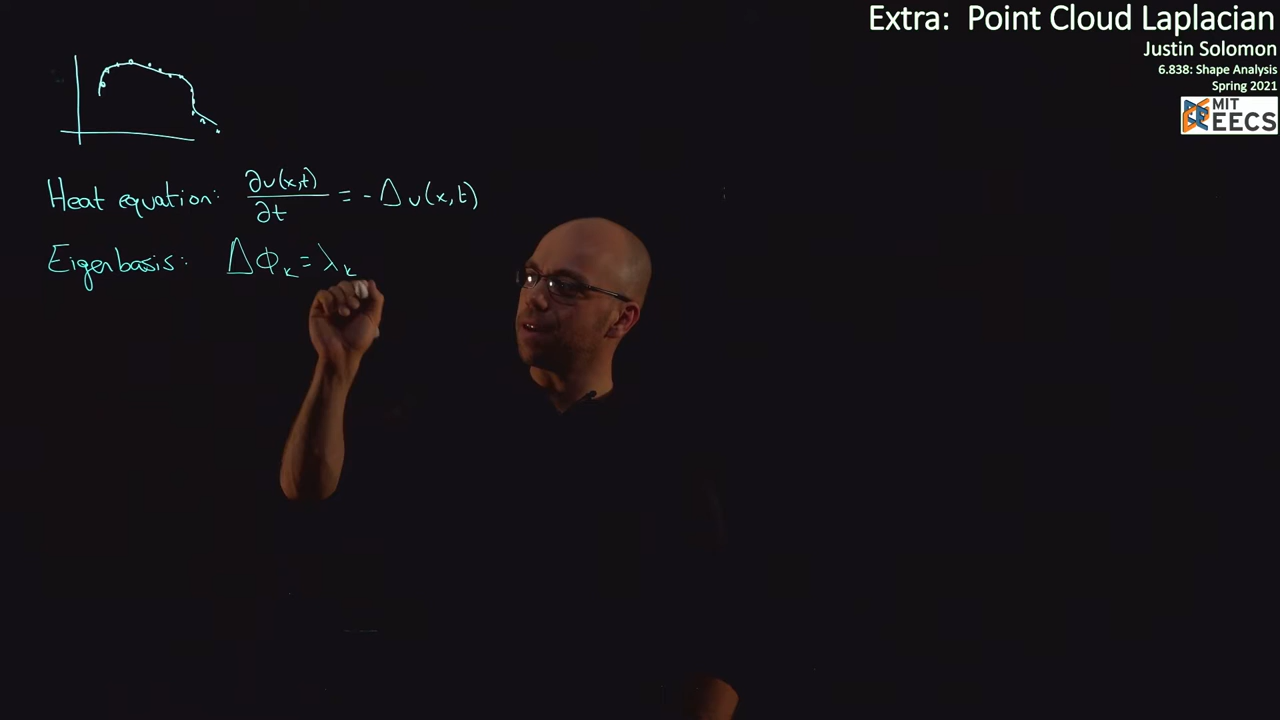 Extra: Point Cloud Laplacian
Justin Solomon
6.838: Shape Analysis
Spring 2021
MIT
EECS
Heat equation: ∂u(x,t)/∂t = -Δu(x,t)
Eigenbasis: Δϕₖ = λₖ